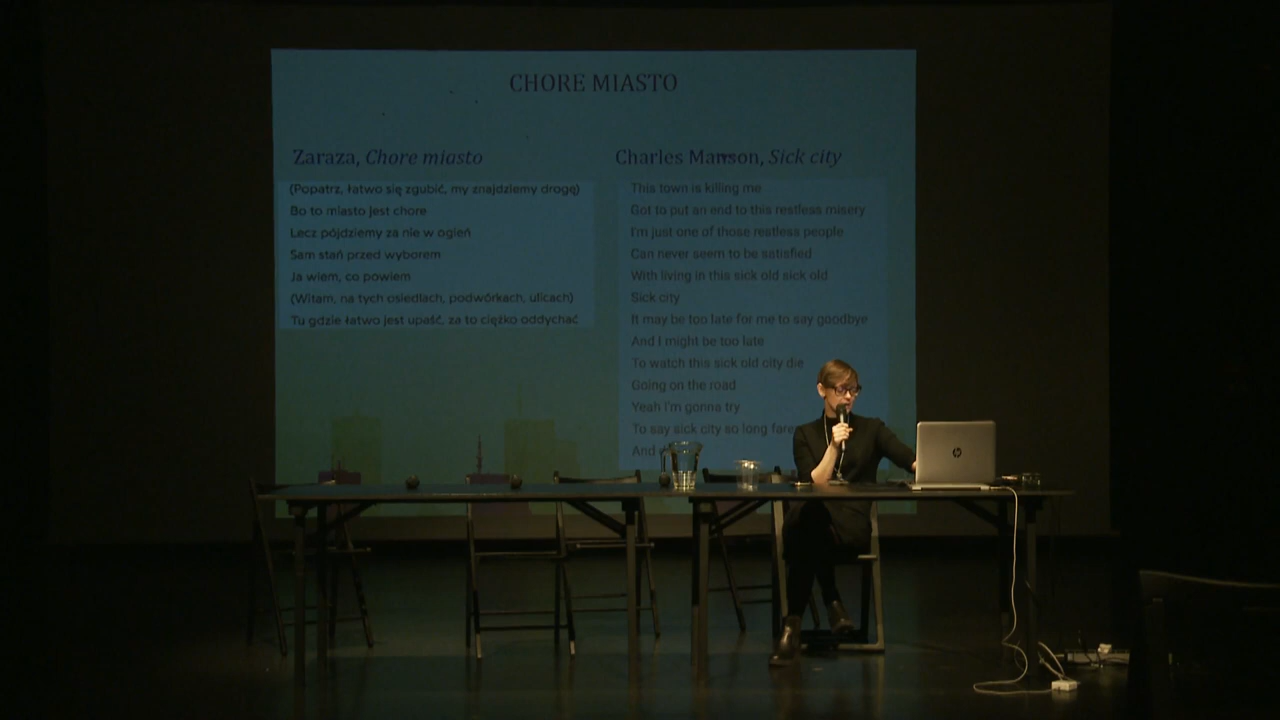 CHORE MIASTO
Zaraza, Chore miasto
(Popatrz, łatwo się zgubić, my znajdziemy drogę)
Bo to miasto jest chore
Lecz pójdziemy za nie w ogień
Sam stań przed wyborem
Ja wiem, co powiem
(Witam, na tych osiedlach, podwórkach, ulicach)
Tu gdzie łatwo jest upaść, za to ciężko oddychać
Charles Manson, Sick city
This town is killing me
Got to put an end to this restless misery
I'm just one of those restless people
Can never seem to be satisfied
With living in this sick old sick old
Sick city
It may be too late for me to say goodbye
And I might be too late
To watch this sick old city die
Going on the road
Yeah I'm gonna try
To say sick city so long
And
hp